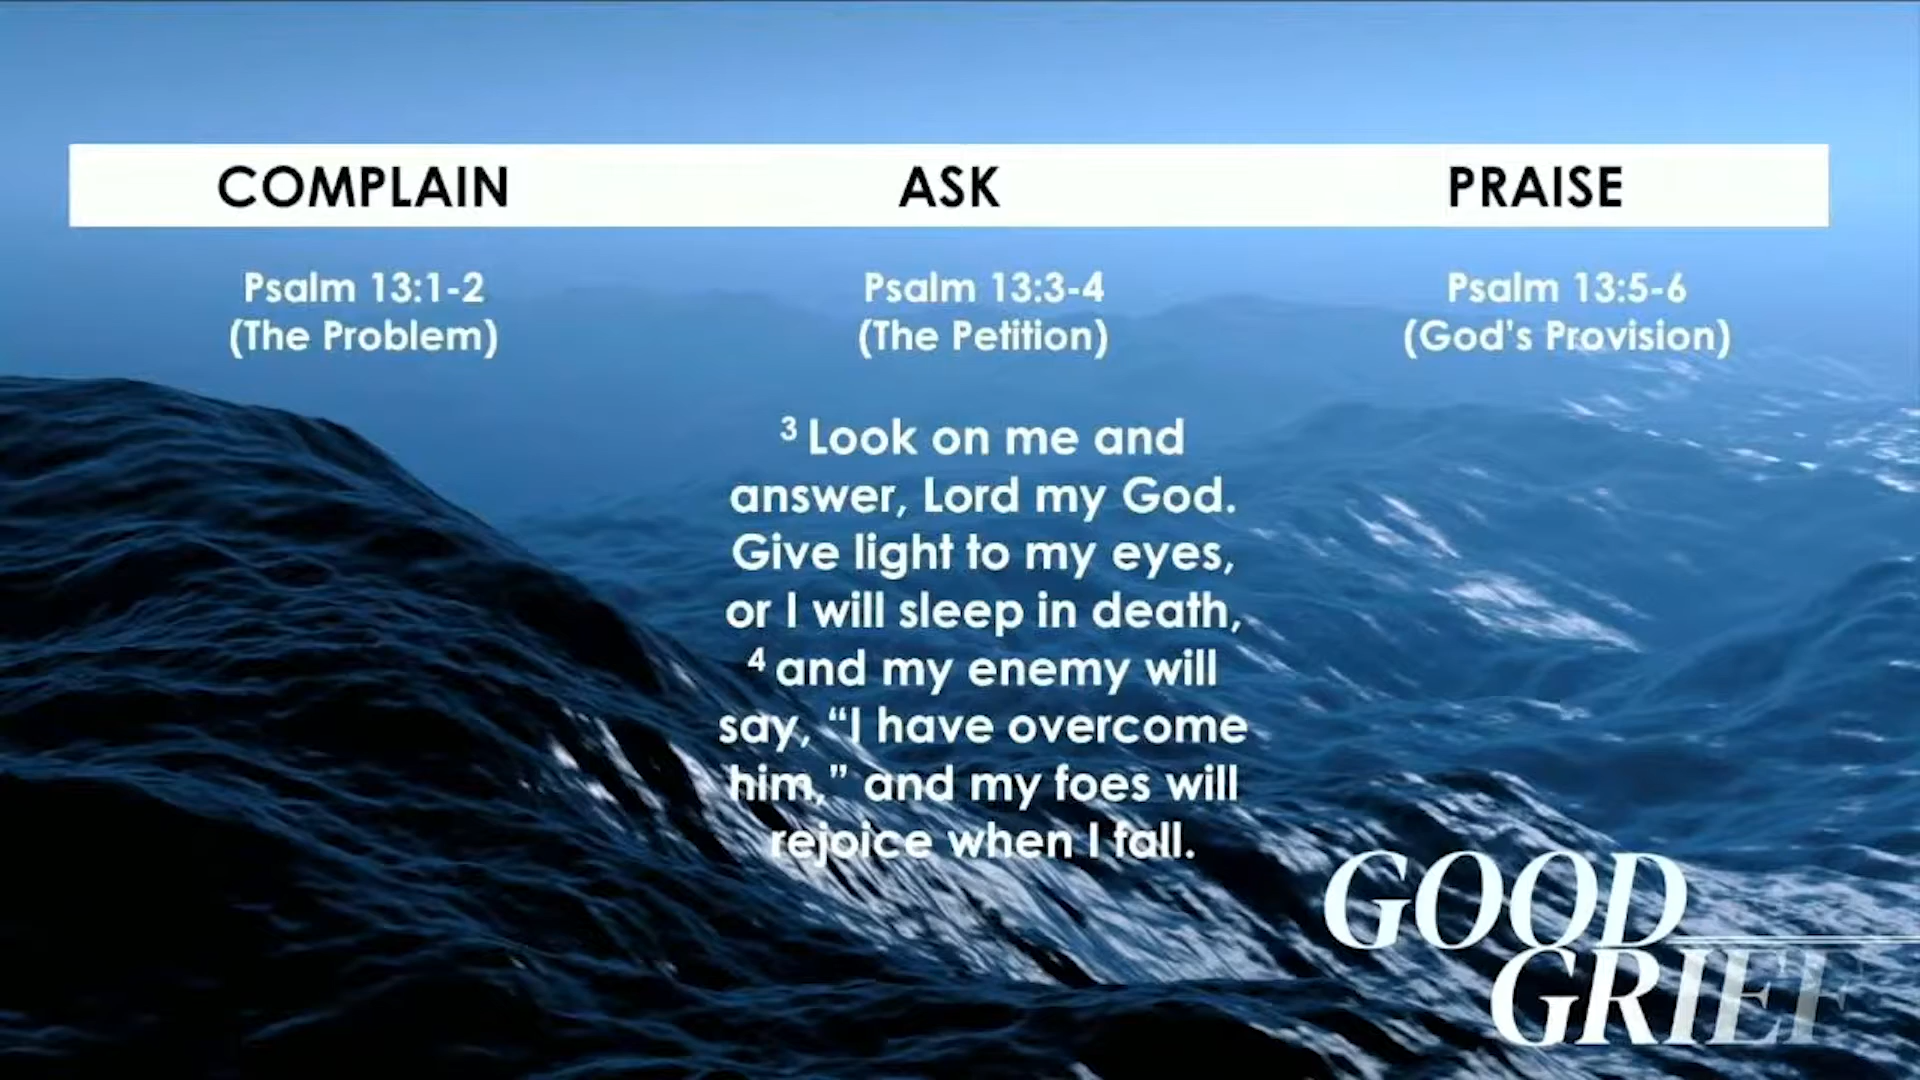 COMPLAIN ASK PRAISE
Psalm 13:1-2 Psalm 13:3-4 Psalm 13:5-6
(The Problem) (The Petition) (God's Provision)
3 Look on me and
answer, Lord my God.
Give light to my eyes,
or I will sleep in death,
4 and my enemy will
say, “I have overcome
him,” and my foes will
rejoice when I fall.
GOOD
GRIEF